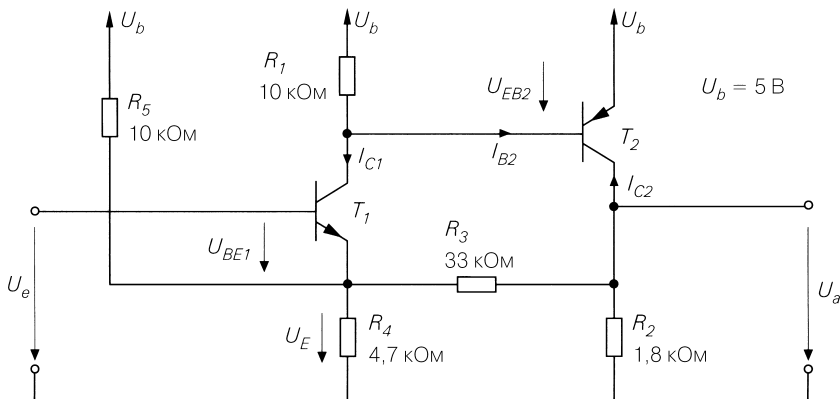 U_b
U_b
U_b
R_1
10 кОм
U_EB2
U_b = 5 В
R_5
10 кОм
T_2
I_C1
I_B2
I_C2
T_1
R_3
33 кОм
U_BE1
U_e
U_a
U_E
R_4
4,7 кОм
R_2
1,8 кОм